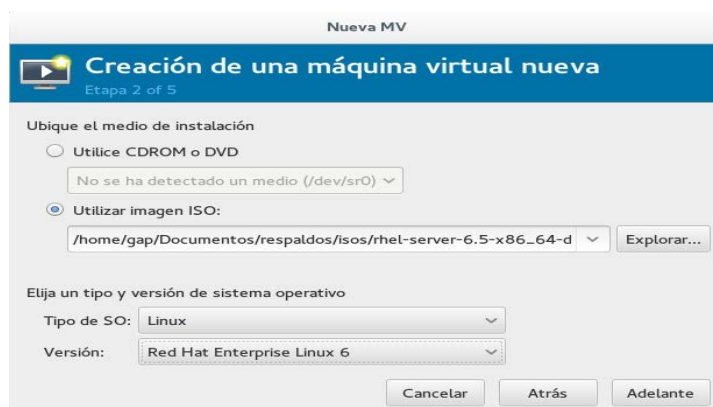 Nueva MV
Creación de una máquina virtual nueva
Etapa 2 of 5
Ubique el medio de instalación
Utilice CDROM o DVD
No se ha detectado un medio (/dev/sr0)
Utilizar imagen ISO:
/home/gap/Documentos/respaldos/isos/rhel-server-6.5-x86_64-d Explorar...
Elija un tipo y versión de sistema operativo
Tipo de SO: Linux
Versión: Red Hat Enterprise Linux 6
Cancelar Atrás Adelante